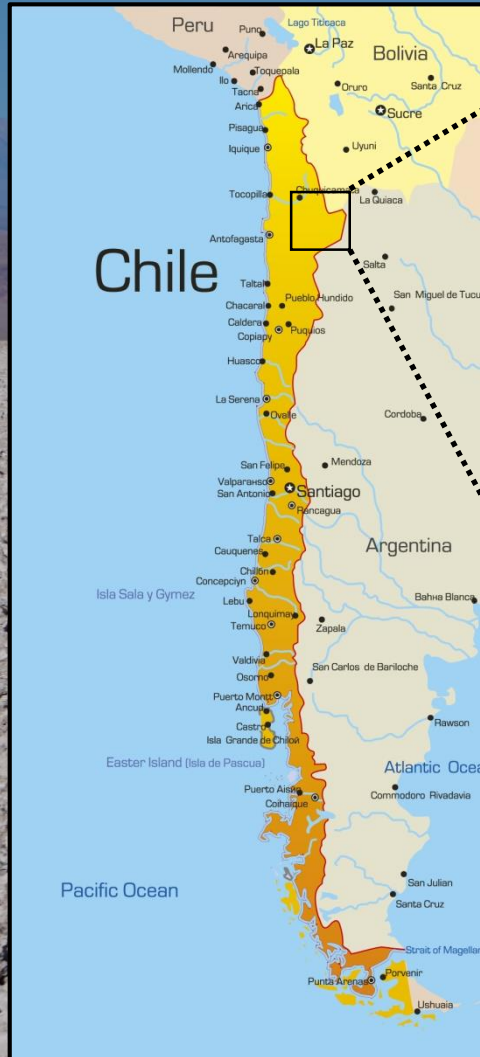 Peru
Puno
Lago Titicaca
La Paz
Arequipa
Bolivia
Mollendo
Toquepala
Ilo
Tacna
Oruro
Santa Cruz
Arica
Sucre
Pisagua
Iquique
Uyuni
Tocopilla
Chuquicamata
La Quiaca
Antofagasta
Chile
Salta
Taltal
Chacaral
Pueblo Hundido
San Miguel de Tucu
Caldera
Puquios
Copiapy
Huasco
La Serena
Ovalle
Cordoba
San Felipe
Mendoza
Valparaнso
Santiago
San Antonio
Rancagua
Talca
Argentina
Cauquenes
Chillбn
Concepciyn
Isla Sala y Gymez
Lebu
Bahнa Blanca
Lonquimay
Temuco
Zapala
Valdivia
San Carlos de Bariloche
Osorno
Puerto Montt
Ancud
Castro
Rawson
Isla Grande de Chiloй
Easter Island (Isla de Pascua)
Atlantic Ocea
Puerto Aisйn
Commodoro Rivadavia
Coihaique
San Julian
Pacific Ocean
Santa Cruz
Strait of Magellan
Punta Arenas
Porvenir
Ushuaia